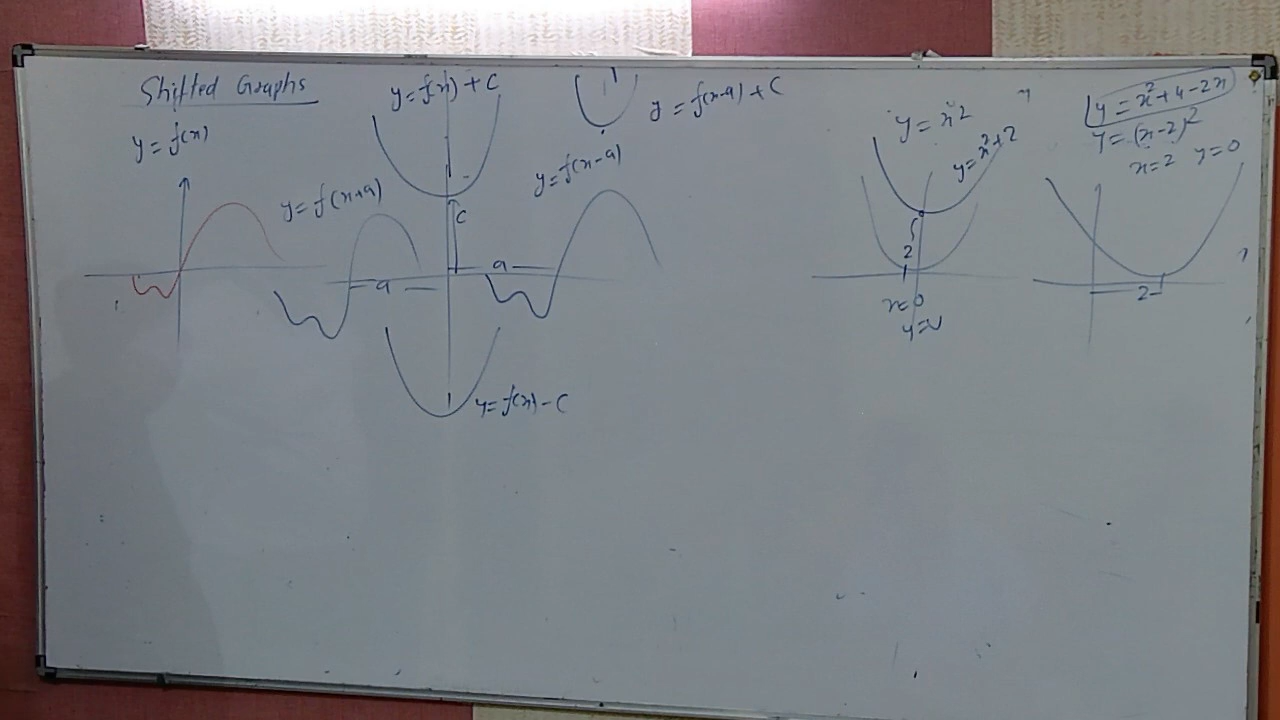 Shifted Graphs
y = f(x)
y = f(x+a)
y = f(x) + C
y = f(x-a) + C
y = f(x-a)
C
a
a
y = f(x) - C
y = x2
y = x²+2
2
x=0
2
y = x²+4-2x
y = (x-2)²
x=2 y=0